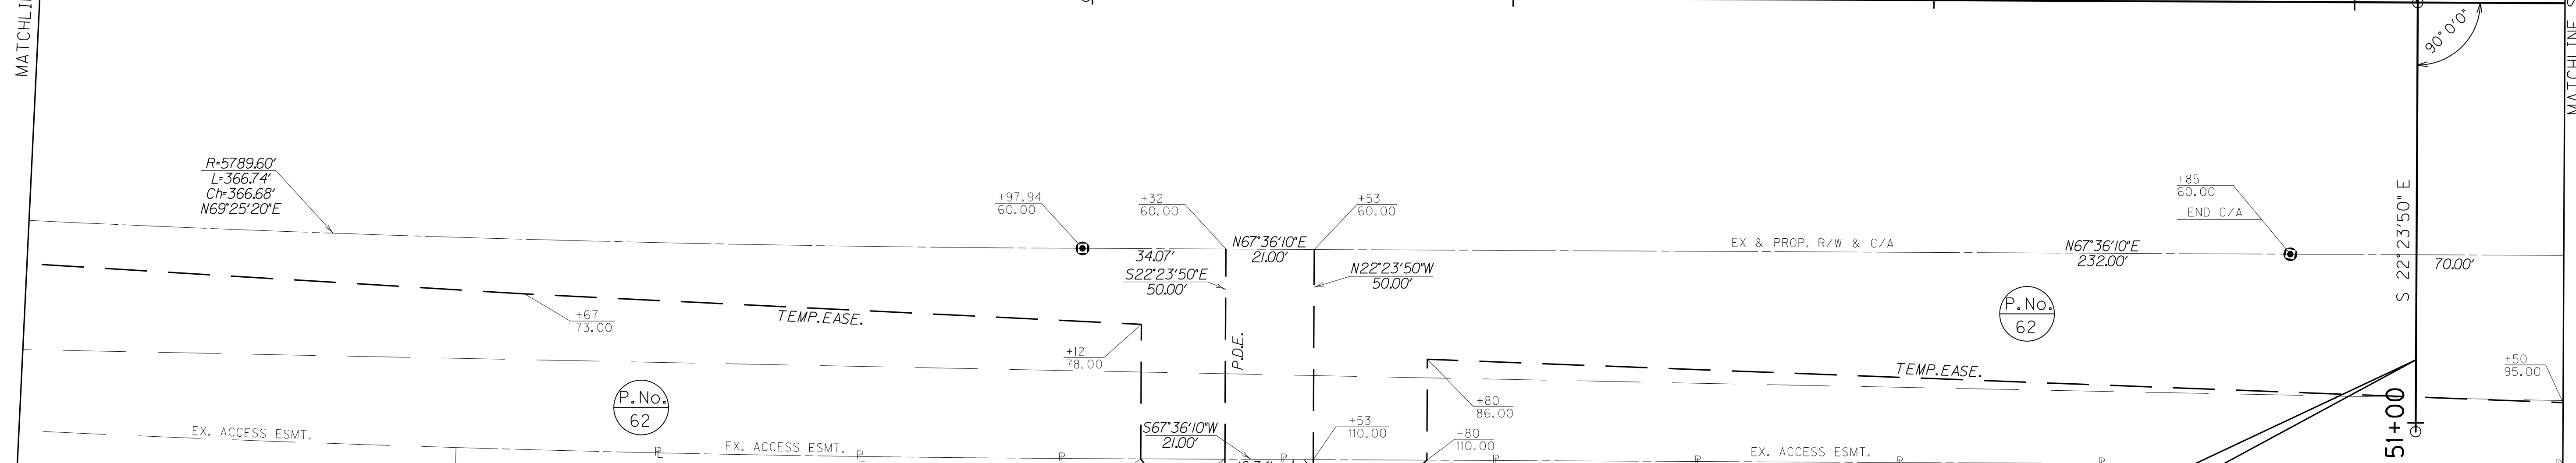 MATCHLI
MATCHLINE S
90°0'0"
R=5789.60'
L=366.74'
Ch=366.68'
N69°25'20"E
+97.94
60.00
+32
60.00
+53
60.00
+85
60.00
END C/A
N67°36'10"E
21.00'
34.07'
S22°23'50"E
50.00'
N22°23'50"W
50.00'
EX & PROP. R/W & C/A
N67°36'10"E
232.00'
S 22°23'50" E
70.00'
+67
73.00
TEMP.EASE.
+12
78.00
P.D.E.
P.No.
62
+80
86.00
TEMP.EASE.
+50
95.00
P.No.
62
EX. ACCESS ESMT.
EX. ACCESS ESMT.
S67°36'10"W
21.00'
+53
110.00
+80
110.00
EX. ACCESS ESMT.
51+00